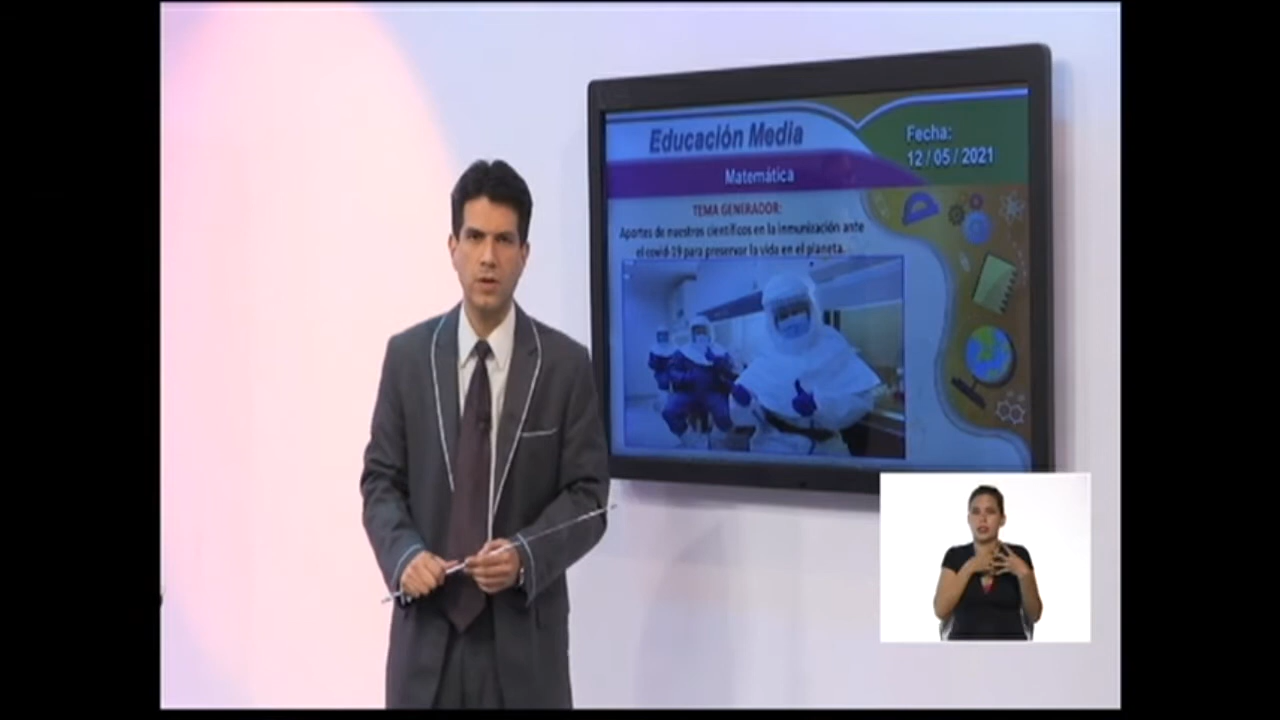 Educación Media
Fecha:
12 / 05 / 2021
Matemática
TEMA GENERADOR:
Aportes de nuestros científicos en la inmunización ante
el covid-19 para preservar la vida en el planeta.